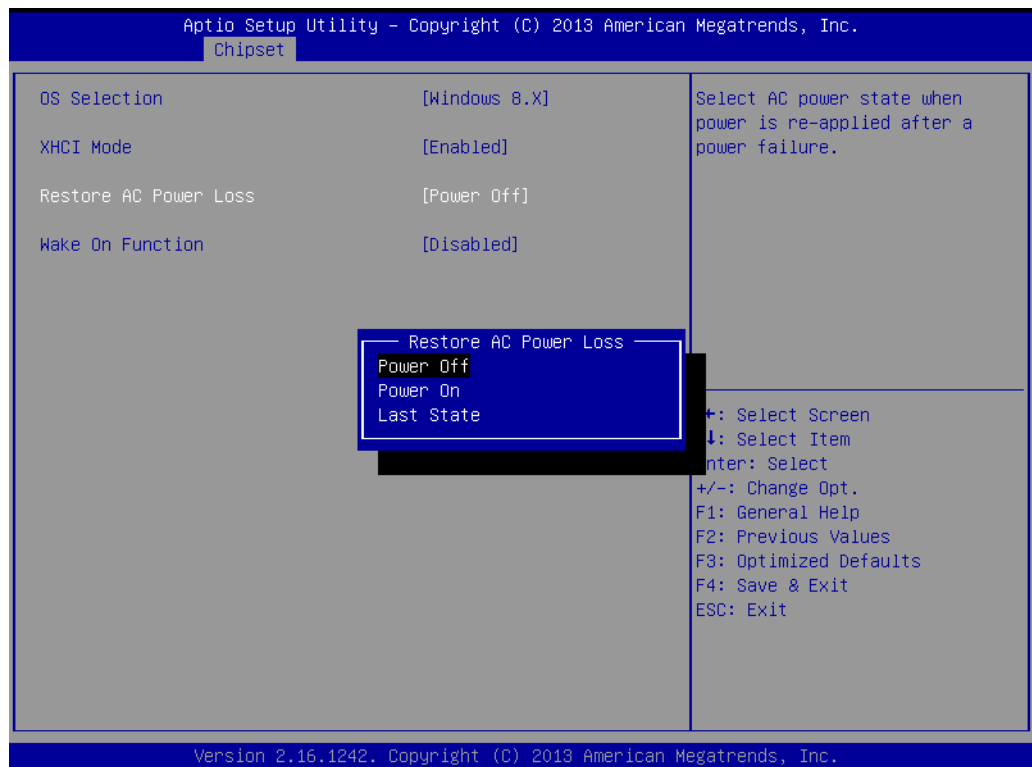 Aptio Setup Utility – Copyright (C) 2013 American Megatrends, Inc.
Chipset
OS Selection [Windows 8.X]
XHCI Mode [Enabled]
Restore AC Power Loss [Power Off]
Wake On Function [Disabled]
Select AC power state when
power is re-applied after a
power failure.
Restore AC Power Loss
Power Off
Power On
Last State
: Select Screen
: Select Item
nter: Select
+/-: Change Opt.
F1: General Help
F2: Previous Values
F3: Optimized Defaults
F4: Save & Exit
ESC: Exit
Version 2.16.1242. Copyright (C) 2013 American Megatrends, Inc.